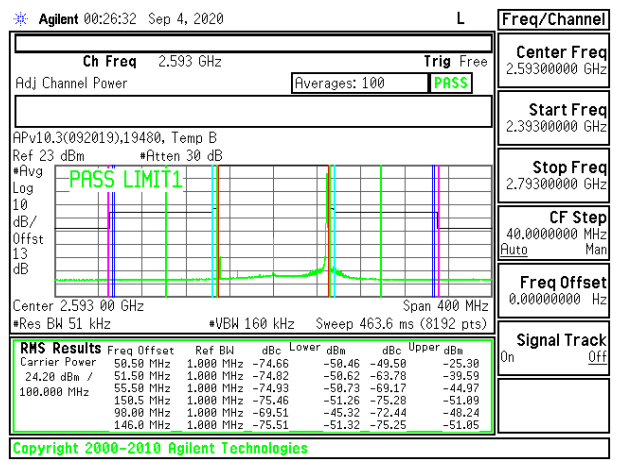 Agilent 00:26:32 Sep 4, 2020 L Freq/Channel
Ch Freq 2.593 GHz Trig Free
Adj Channel Power Averages: 100 PASS
Center Freq
2.59300000 GHz
Start Freq
2.39300000 GHz
Stop Freq
2.79300000 GHz
CF Step
40.0000000 MHz
Auto Man
Freq Offset
0.00000000 Hz
Signal Track
On Off
APv10.3(092019),19480, Temp B
Ref 23 dBm #Atten 30 dB
#Avg
Log
10
dB/
Offst
13
dB
PASS LIMIT1
Center 2.593 00 GHz Span 400 MHz
#Res BW 51 kHz #VBW 160 kHz Sweep 463.6 ms (8192 pts)
RMS Results Freq Offset Ref BW dBc Lower dBm dBc Upper dBm
Carrier Power 50.50 MHz 1.000 MHz -74.66 -50.46 -49.50 -25.30
24.20 dBm / 51.50 MHz 1.000 MHz -74.82 -50.62 -63.78 -39.59
100.000 MHz 55.50 MHz 1.000 MHz -74.93 -50.73 -69.17 -44.97
150.5 MHz 1.000 MHz -75.46 -51.26 -75.28 -51.09
98.00 MHz 1.000 MHz -69.51 -45.32 -72.44 -48.24
146.0 MHz 1.000 MHz -75.51 -51.32 -75.25 -51.05
Copyright 2000-2010 Agilent Technologies